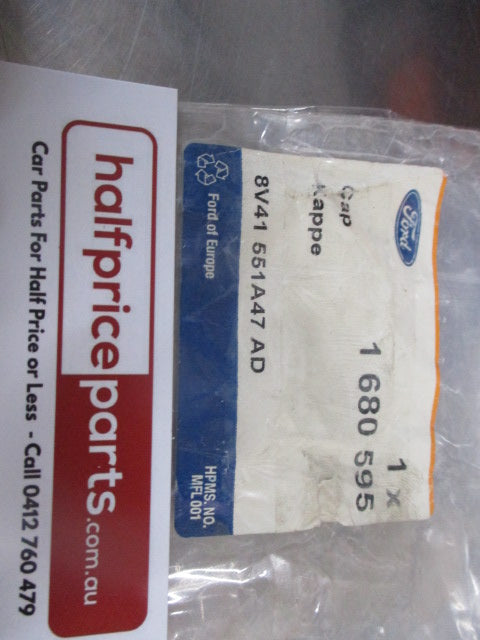 halfpriceparts.com.au
Car Parts For Half Price or Less - Call 0412 760 479
Ford
1 x
1 680 595
Cap
Kappe
8V41 551A47 AD
Ford of Europe
HPMS. NO.
MFL 001